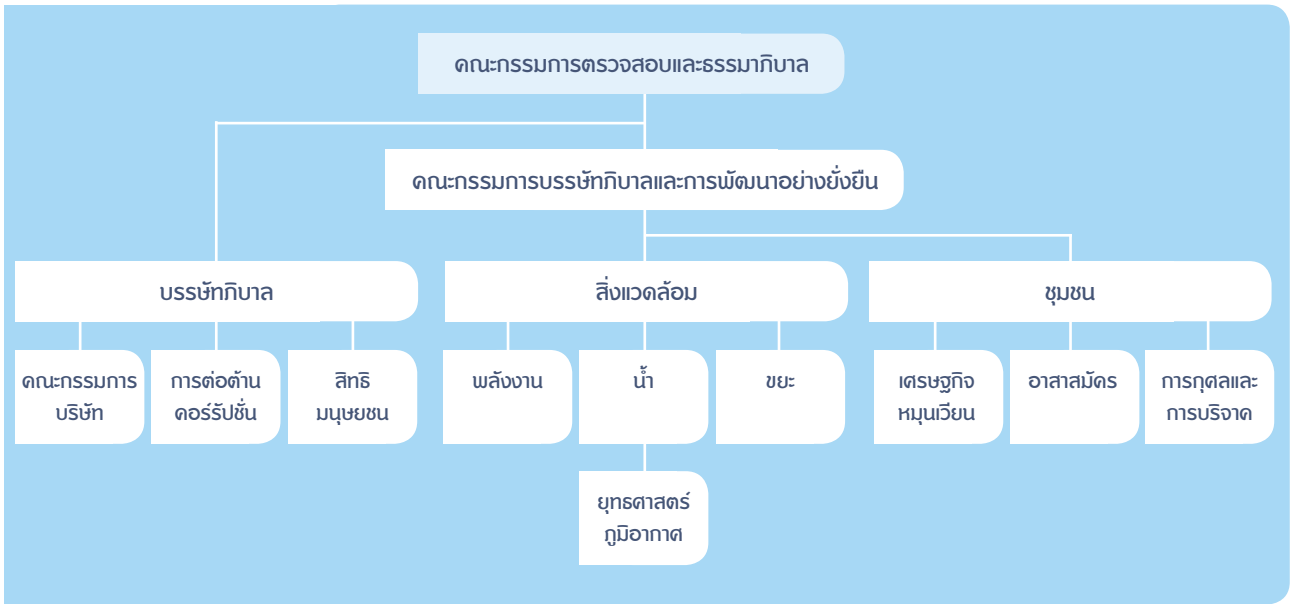 คณะกรรมการตรวจสอบและธรรมาภิบาล
คณะกรรมการบรรษัทภิบาลและการพัฒนาอย่างยั่งยืน
บรรษัทภิบาล
สิ่งแวดล้อม
ชุมชน
คณะกรรมการ
บริษัท
การต่อต้าน
คอร์รัปชั่น
สิทธิ
มนุษยชน
พลังงาน
น้ำ
ขยะ
เศรษฐกิจ
หมุนเวียน
อาสาสมัคร
การกุศลและ
การบริจาค
ยุทธศาสตร์
ภูมิอากาศ